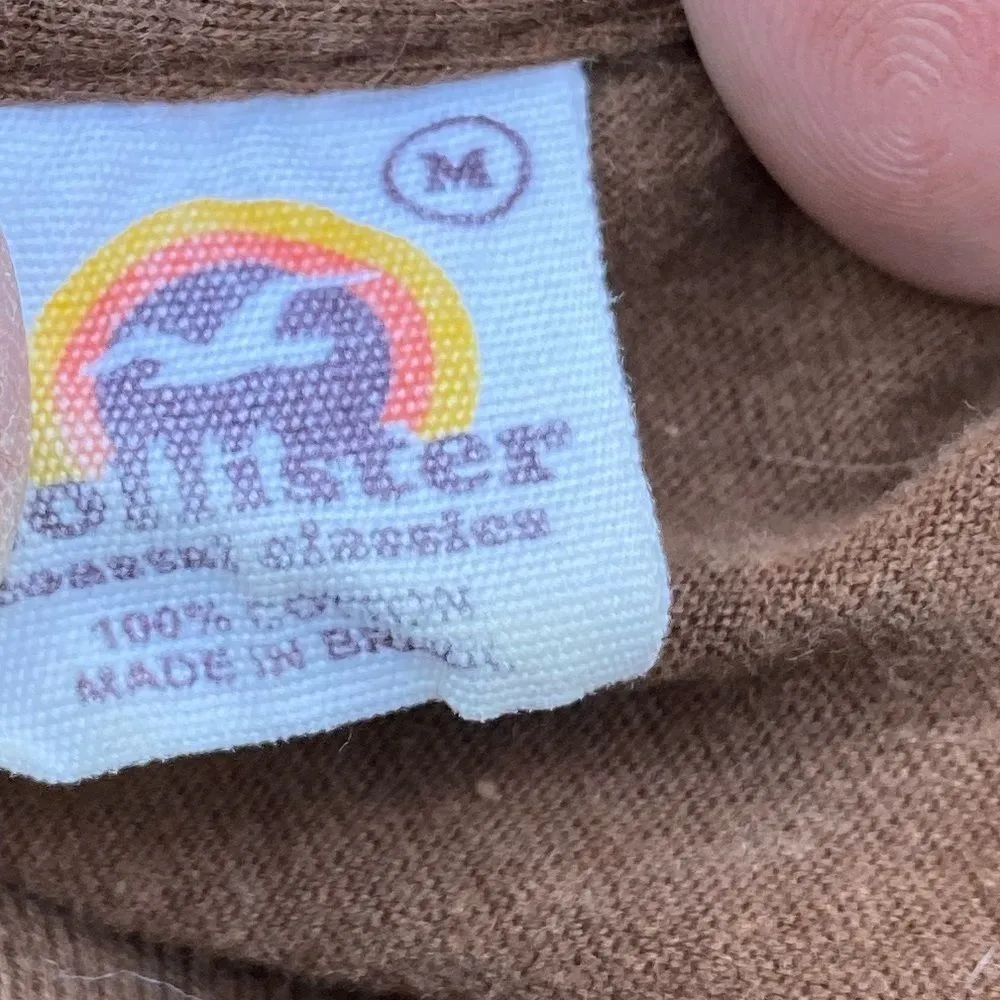 M
ollister
coastal classics
100% COTTON
MADE IN